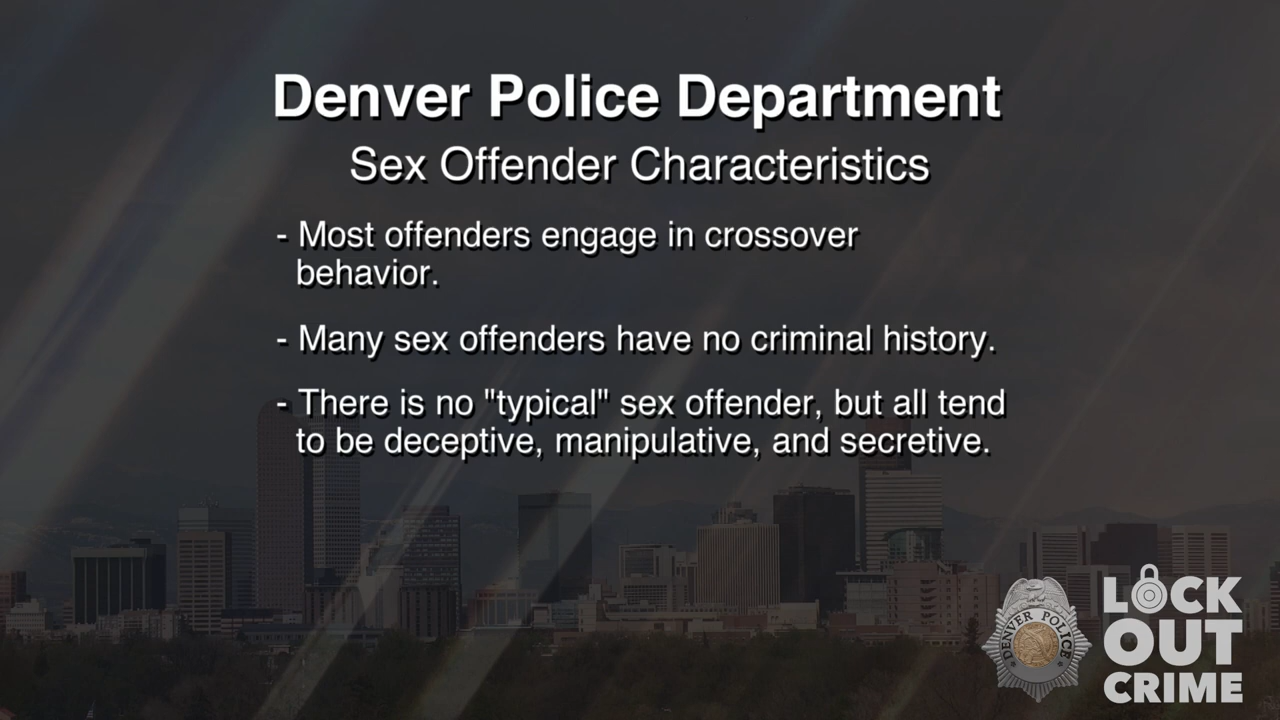 Denver Police Department
Sex Offender Characteristics
- Most offenders engage in crossover
behavior.
- Many sex offenders have no criminal history.
- There is no "typical" sex offender, but all tend
to be deceptive, manipulative, and secretive.
DENVER POLICE
LOCK
OUT
CRIME